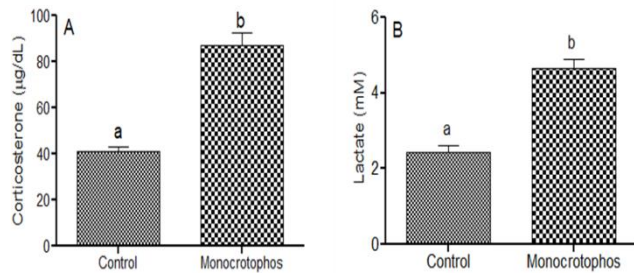 A
Corticosterone (µg/dL)
100
80
60
40
20
0
a
b
Control
Monocrotophos
B
Lactate (mM)
6
4
2
0
a
b
Control
Monocrotophos